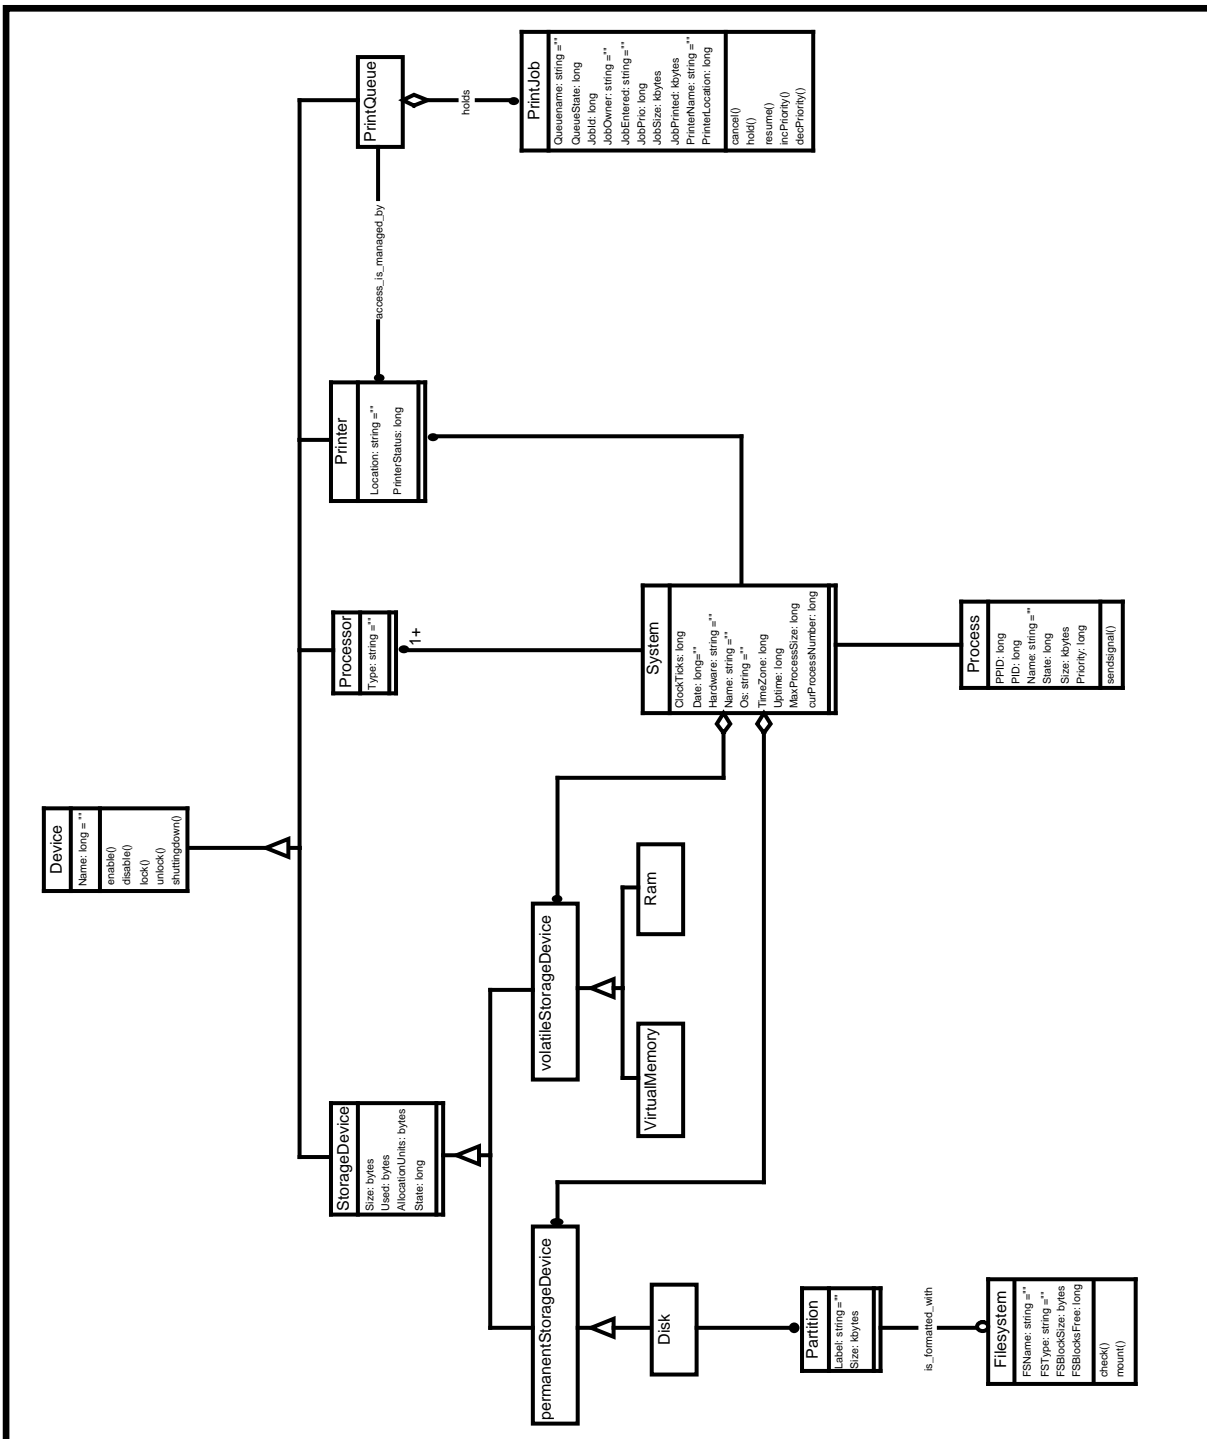 Device
Name: long = ""
enable()
disable()
lock()
unlock()
shuttingdown()
StorageDevice
Size: bytes
Used: bytes
AllocationUnits: bytes
State: long
Processor
Type: string =""
1+
Printer
Location: string =""
PrinterStatus: long
access_is_managed_by
PrintQueue
holds
PrintJob
Queuename: string =""
QueueState: long
JobId: long
JobOwner: string =""
JobEntered: string =""
JobPrio: long
JobSize: kbytes
JobPrinted: kbytes
PrinterName: string =""
PrinterLocation: long
cancel()
hold()
resume()
incPriority()
decPriority()
permanentStorageDevice
volatileStorageDevice
Disk
VirtualMemory
Ram
System
ClockTicks: long
Date: long=""
Hardware: string =""
Name: string =""
Os: string =""
TimeZone: long
Uptime: long
MaxProcessSize: long
curProcessNumber: long
Partition
Label: string =""
Size: kbytes
is_formatted_with
Filesystem
FSName: string =""
FSType: string =""
FSBlockSize: bytes
FSBlocksFree: long
check()
mount()
Process
PPID: long
PID: long
Name: string =""
State: long
Size: kbytes
Priority: long
sendsignal()